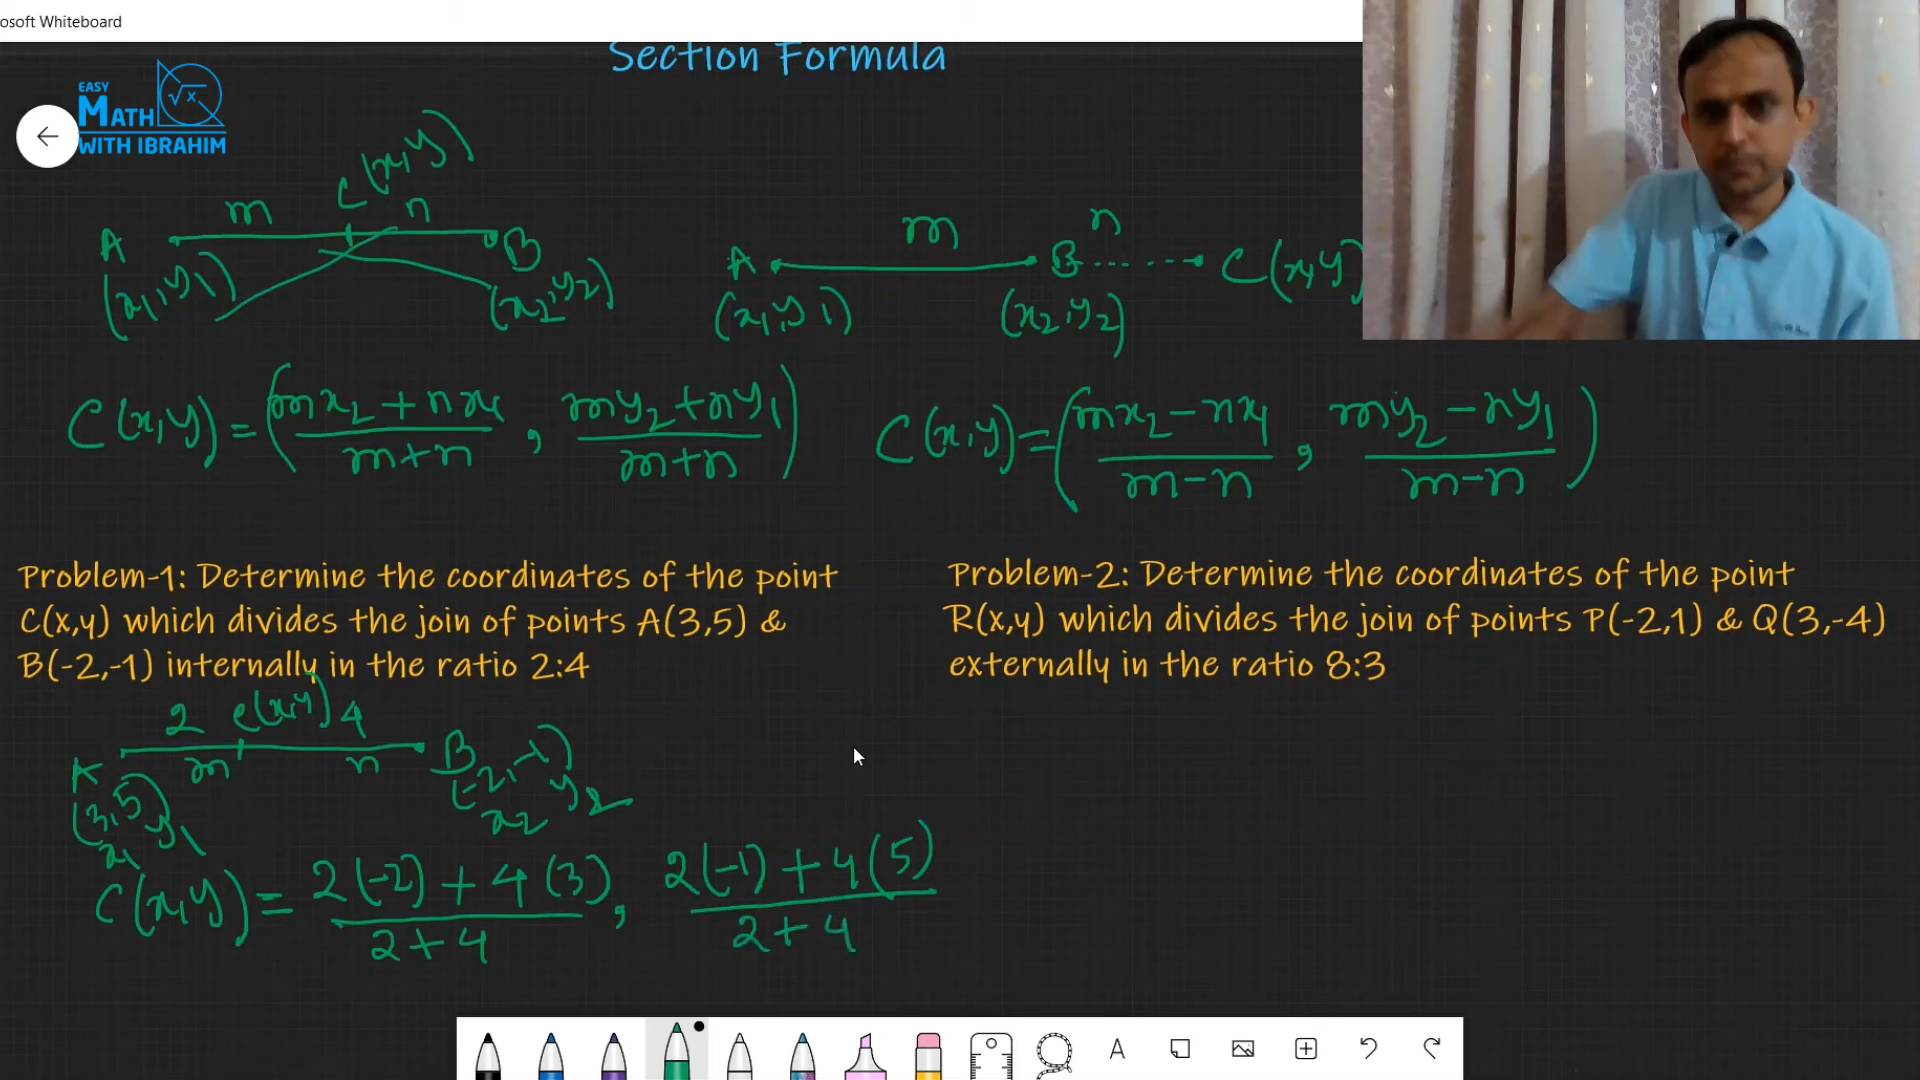 osoft Whiteboard
Section Formula
EASY
MATH √x
WITH IBRAHIM
C(x,y)
m n
A B
(x1,y1) (x2,y2)
m n
A B C(x,y)
(x1,y1) (x2,y2)
C(x,y) = (mx2+nx1/m+n, my2+ny1/m+n)
C(x,y) = (mx2-nx1/m-n, my2-ny1/m-n)
Problem-1: Determine the coordinates of the point
C(x,y) which divides the join of points A(3,5) &
B(-2,-1) internally in the ratio 2:4
2 C(x,y) 4
A m n B
(3,5) (-2,-1)
x1 y1 x2 y2
C(x,y) = 2(-2)+4(3)/2+4, 2(-1)+4(5)/2+4
Problem-2: Determine the coordinates of the point
R(x,y) which divides the join of points P(-2,1) & Q(3,-4)
externally in the ratio 8:3
A